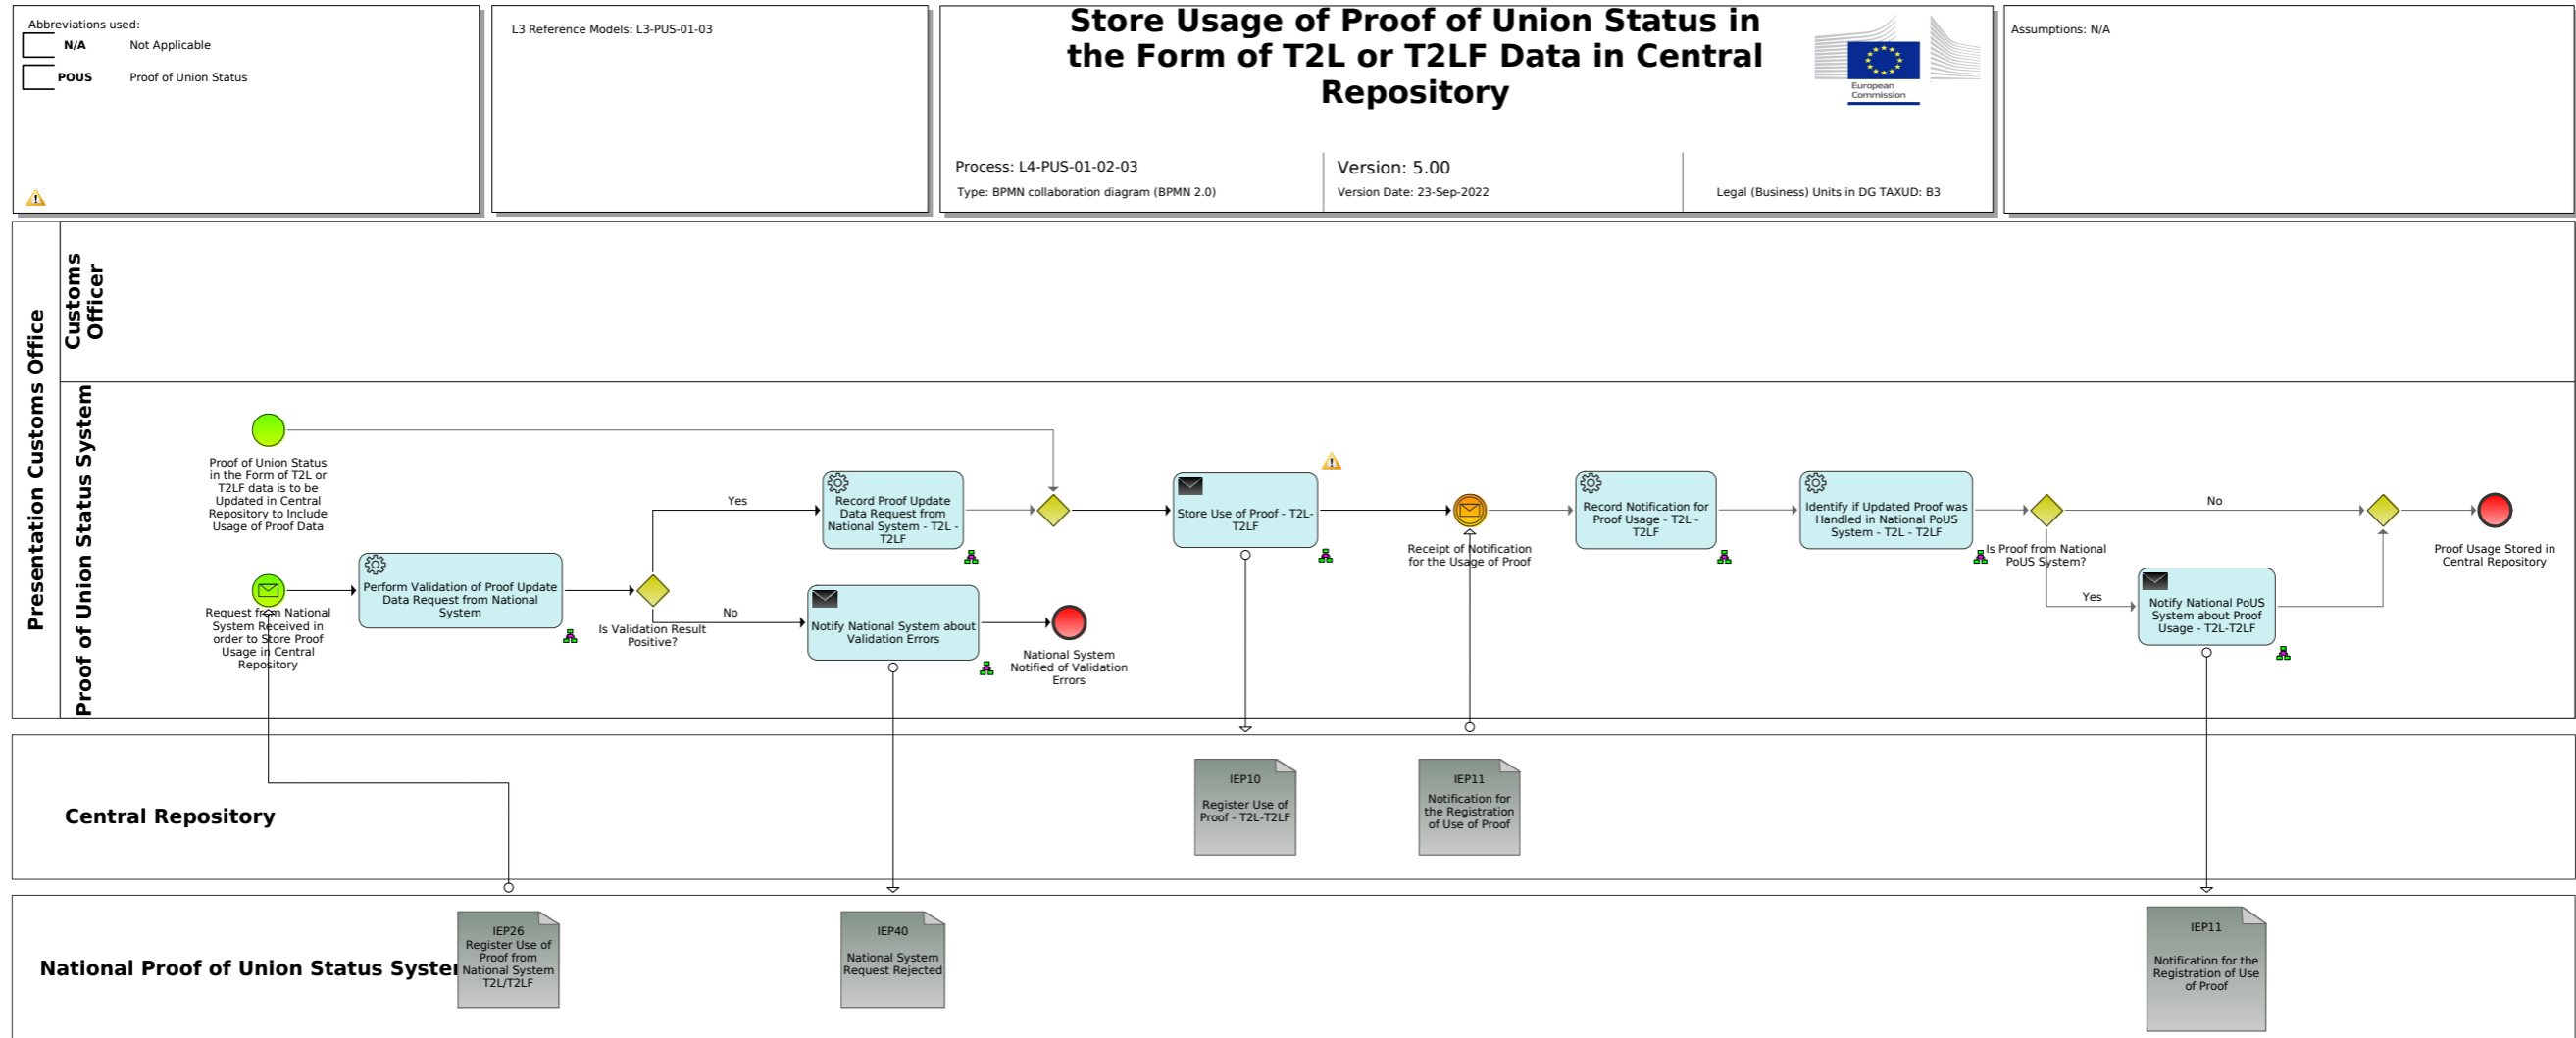 Abbreviations used:
N/A Not Applicable
POUS Proof of Union Status
L3 Reference Models: L3-PUS-01-03
Store Usage of Proof of Union Status in
the Form of T2L or T2LF Data in Central
Repository
European
Commission
Process: L4-PUS-01-02-03
Type: BPMN collaboration diagram (BPMN 2.0)
Version: 5.00
Version Date: 23-Sep-2022
Legal (Business) Units in DG TAXUD: B3
Assumptions: N/A
Presentation Customs Office
Customs
Officer
Proof of Union Status System
Proof of Union Status
in the Form of T2L or
T2LF data is to be
Updated in Central
Repository to Include
Usage of Proof Data
Request from National
System Received in
order to Store Proof
Usage in Central
Repository
Perform Validation of Proof Update
Data Request from National
System
Is Validation Result
Positive?
Yes
No
Record Proof Update
Data Request from
National System - T2L -
T2LF
Notify National System about
Validation Errors
National System
Notified of Validation
Errors
Store Use of Proof - T2L-
T2LF
Receipt of Notification
for the Usage of Proof
Record Notification for
Proof Usage - T2L -
T2LF
Identify if Updated Proof was
Handled in National PoUS
System - T2L - T2LF
Is Proof from National
PoUS System?
No
Yes
Notify National PoUS
System about Proof
Usage - T2L-T2LF
Proof Usage Stored in
Central Repository
Central Repository
IEP10
Register Use of
Proof - T2L-T2LF
IEP11
Notification for
the Registration
of Use of Proof
National Proof of Union Status System
IEP26
Register Use of
Proof from
National System
T2L/T2LF
IEP40
National System
Request Rejected
IEP11
Notification for the
Registration of Use
of Proof